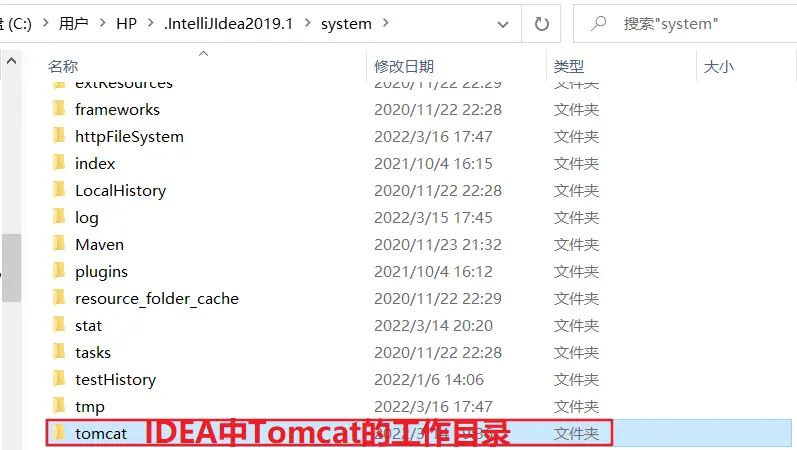 (C:) > 用户 > HP > .IntelliJIdea2019.1 > system >
搜索"system"
名称 修改日期 类型 大小
extResources 2020/11/22 22:29 文件夹
frameworks 2020/11/22 22:28 文件夹
httpFileSystem 2022/3/16 17:47 文件夹
index 2021/10/4 16:15 文件夹
LocalHistory 2020/11/22 22:28 文件夹
log 2022/3/15 17:45 文件夹
Maven 2020/11/23 21:32 文件夹
plugins 2021/10/4 16:12 文件夹
resource_folder_cache 2020/11/22 22:29 文件夹
stat 2022/3/14 20:20 文件夹
tasks 2020/11/22 22:28 文件夹
testHistory 2022/1/6 14:06 文件夹
tmp 2022/3/16 17:47 文件夹
tomcat IDEA中Tomcat的工作目录 文件夹